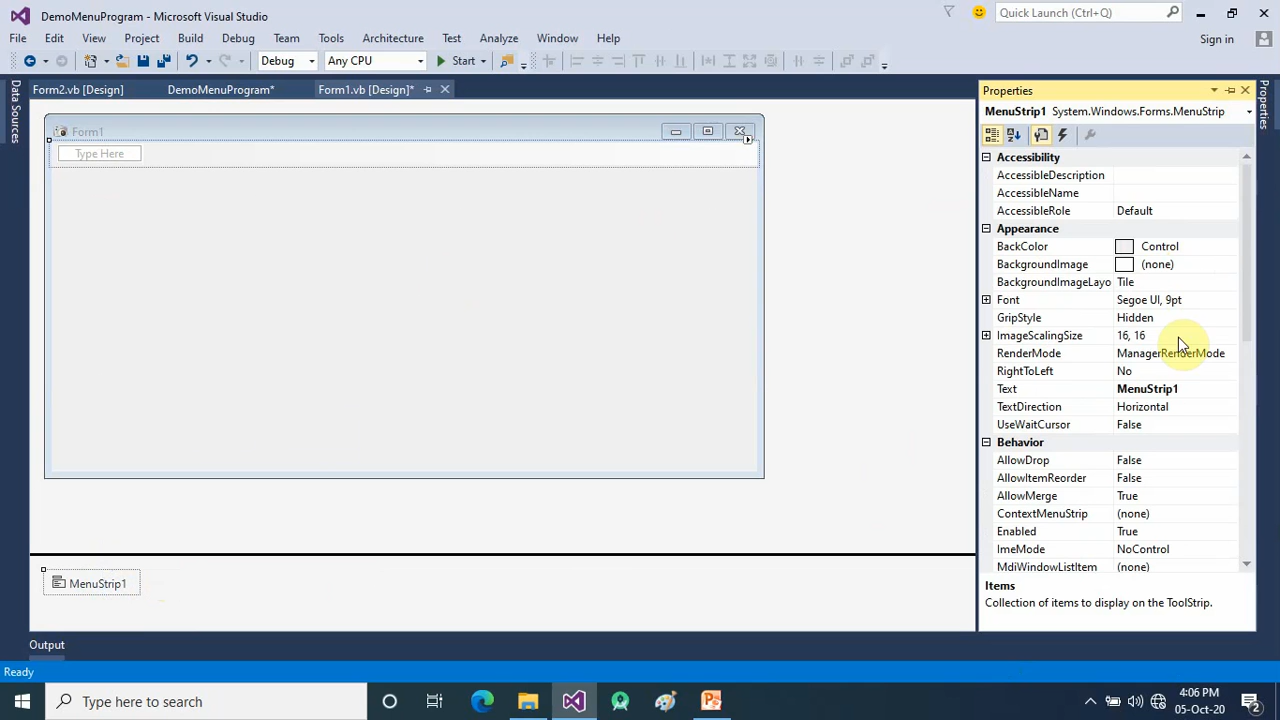 DemoMenuProgram - Microsoft Visual Studio
Quick Launch (Ctrl+Q)
File Edit View Project Build Debug Team Tools Architecture Test Analyze Window Help
Sign in
Debug Any CPU Start
Data Sources
Form2.vb [Design] DemoMenuProgram* Form1.vb [Design]*
Form1
Type Here
MenuStrip1
Properties
MenuStrip1 System.Windows.Forms.MenuStrip
Accessibility
AccessibleDescription
AccessibleName
AccessibleRole Default
Appearance
BackColor Control
BackgroundImage (none)
BackgroundImageLayo Tile
Font Segoe UI, 9pt
GripStyle Hidden
ImageScalingSize 16, 16
RenderMode ManagerRenderMode
RightToLeft No
Text MenuStrip1
TextDirection Horizontal
UseWaitCursor False
Behavior
AllowDrop False
AllowItemReorder False
AllowMerge True
ContextMenuStrip (none)
Enabled True
ImeMode NoControl
MdiWindowListItem (none)
Items
Collection of items to display on the ToolStrip.
Properties
Output
Ready
Type here to search
4:06 PM
05-Oct-20
2